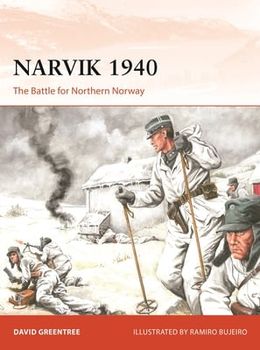 NARVIK 1940
The Battle for Northern Norway
DAVID GREENTREE
ILLUSTRATED BY RAMIRO BUJEIRO